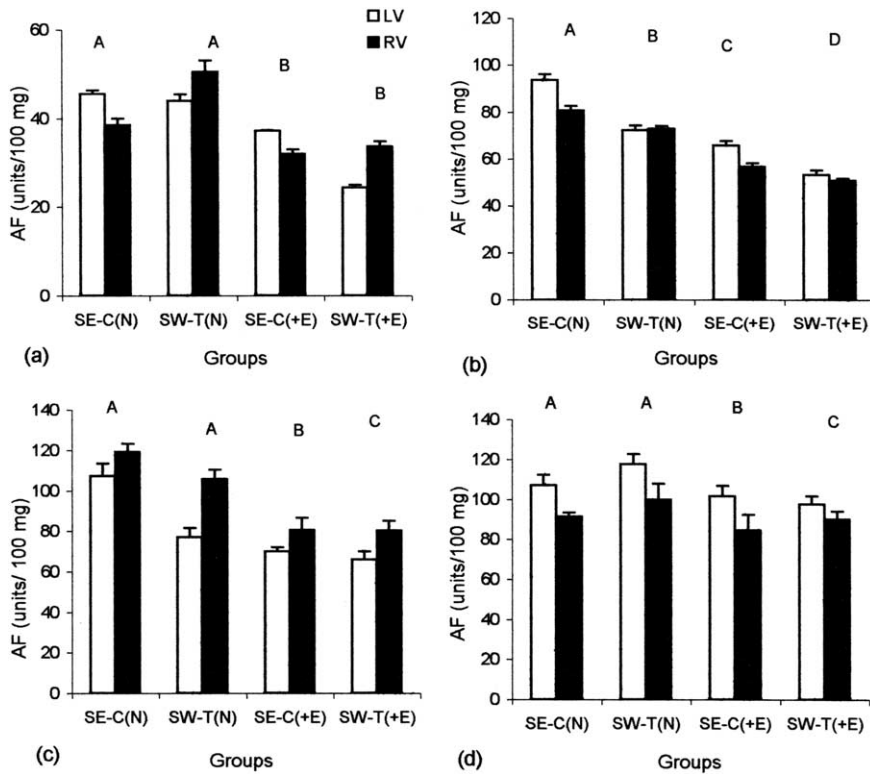 LV
RV
A A B B
AF (units/100 mg)
60
40
20
0
SE-C(N) SW-T(N) SE-C(+E) SW-T(+E)
(a) Groups
A B C D
AF (units/100 mg)
120
100
80
60
40
20
0
SE-C(N) SW-T(N) SE-C(+E) SW-T(+E)
(b) Groups
A A B C
AF (units/ 100 mg)
140
120
100
80
60
40
20
0
SE-C(N) SW-T(N) SE-C(+E) SW-T(+E)
(c) Groups
A A B C
AF (units/100 mg)
140
120
100
80
60
40
20
0
SE-C(N) SW-T(N) SE-C(+E) SW-T(+E)
(d) Groups